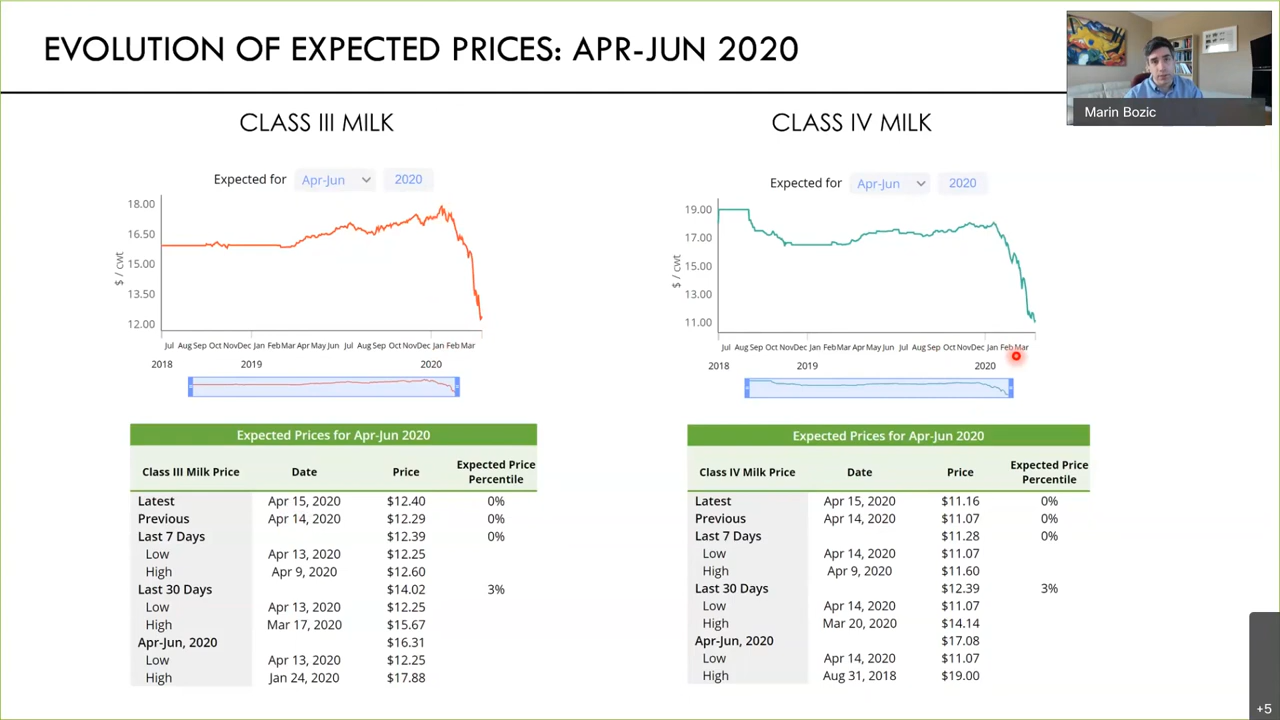 EVOLUTION OF EXPECTED PRICES: APR-JUN 2020
Marin Bozic
CLASS III MILK
Expected for Apr-Jun 2020
18.00
16.50
15.00
13.50
12.00
$ / cwt
Jul Aug Sep Oct Nov Dec Jan Feb Mar Apr May Jun Jul Aug Sep Oct Nov Dec Jan Feb Mar
2018 2019 2020
Expected Prices for Apr-Jun 2020
Class III Milk Price Date Price Expected Price Percentile
Latest Apr 15, 2020 $12.40 0%
Previous Apr 14, 2020 $12.29 0%
Last 7 Days $12.39 0%
Low Apr 13, 2020 $12.25
High Apr 9, 2020 $12.60
Last 30 Days $14.02 3%
Low Apr 13, 2020 $12.25
High Mar 17, 2020 $15.67
Apr-Jun, 2020 $16.31
Low Apr 13, 2020 $12.25
High Jan 24, 2020 $17.88
CLASS IV MILK
Expected for Apr-Jun 2020
19.00
17.00
15.00
13.00
11.00
$ / cwt
Jul Aug Sep Oct Nov Dec Jan Feb Mar Apr May Jun Jul Aug Sep Oct Nov Dec Jan Feb Mar
2018 2019 2020
Expected Prices for Apr-Jun 2020
Class IV Milk Price Date Price Expected Price Percentile
Latest Apr 15, 2020 $11.16 0%
Previous Apr 14, 2020 $11.07 0%
Last 7 Days $11.28 0%
Low Apr 14, 2020 $11.07
High Apr 9, 2020 $11.60
Last 30 Days $12.39 3%
Low Apr 14, 2020 $11.07
High Mar 20, 2020 $14.14
Apr-Jun, 2020 $17.08
Low Apr 14, 2020 $11.07
High Aug 31, 2018 $19.00
+5